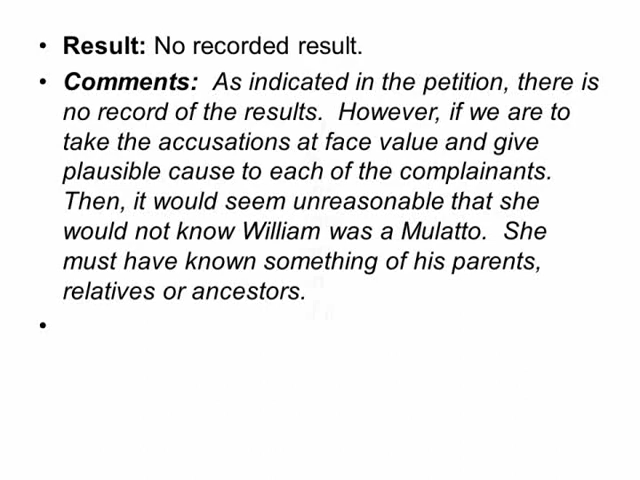 • Result: No recorded result.
• Comments:  As indicated in the petition, there is
no record of the results.  However, if we are to
take the accusations at face value and give
plausible cause to each of the complainants.
Then, it would seem unreasonable that she
would not know William was a Mulatto.  She
must have known something of his parents,
relatives or ancestors.
•